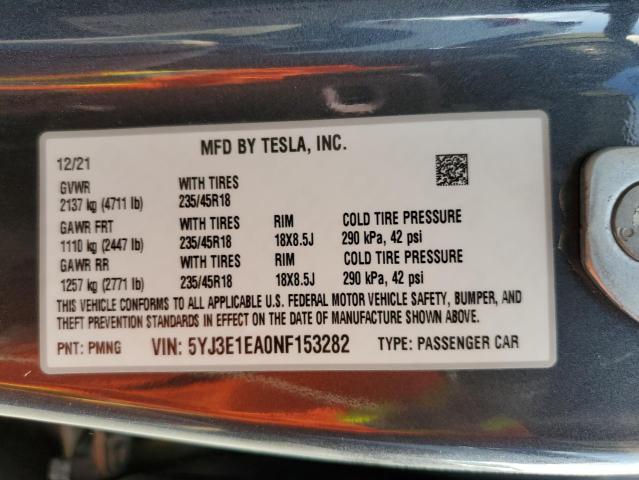 MFD BY TESLA, INC.
12/21
GVWR WITH TIRES
2137 kg (4711 lb) 235/45R18
GAWR FRT WITH TIRES RIM COLD TIRE PRESSURE
1110 kg (2447 lb) 235/45R18 18X8.5J 290 kPa, 42 psi
GAWR RR WITH TIRES RIM COLD TIRE PRESSURE
1257 kg (2771 lb) 235/45R18 18X8.5J 290 kPa, 42 psi
THIS VEHICLE CONFORMS TO ALL APPLICABLE U.S. FEDERAL MOTOR VEHICLE SAFETY, BUMPER, AND
THEFT PREVENTION STANDARDS IN EFFECT ON THE DATE OF MANUFACTURE SHOWN ABOVE.
PNT: PMNG VIN: 5YJ3E1EA0NF153282 TYPE: PASSENGER CAR